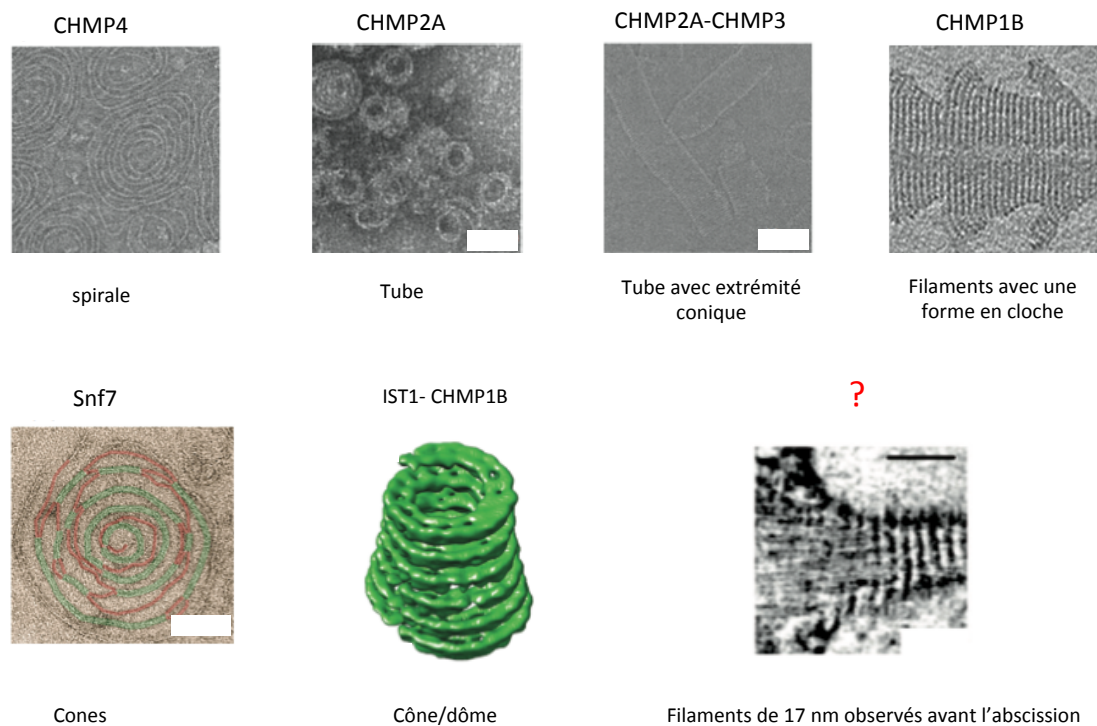 CHMP4
CHMP2A
CHMP2A-CHMP3
CHMP1B
spirale
Tube
Tube avec extrémité
conique
Filaments avec une
forme en cloche
Snf7
IST1- CHMP1B
?
Cones
Cône/dôme
Filaments de 17 nm observés avant l’abscission